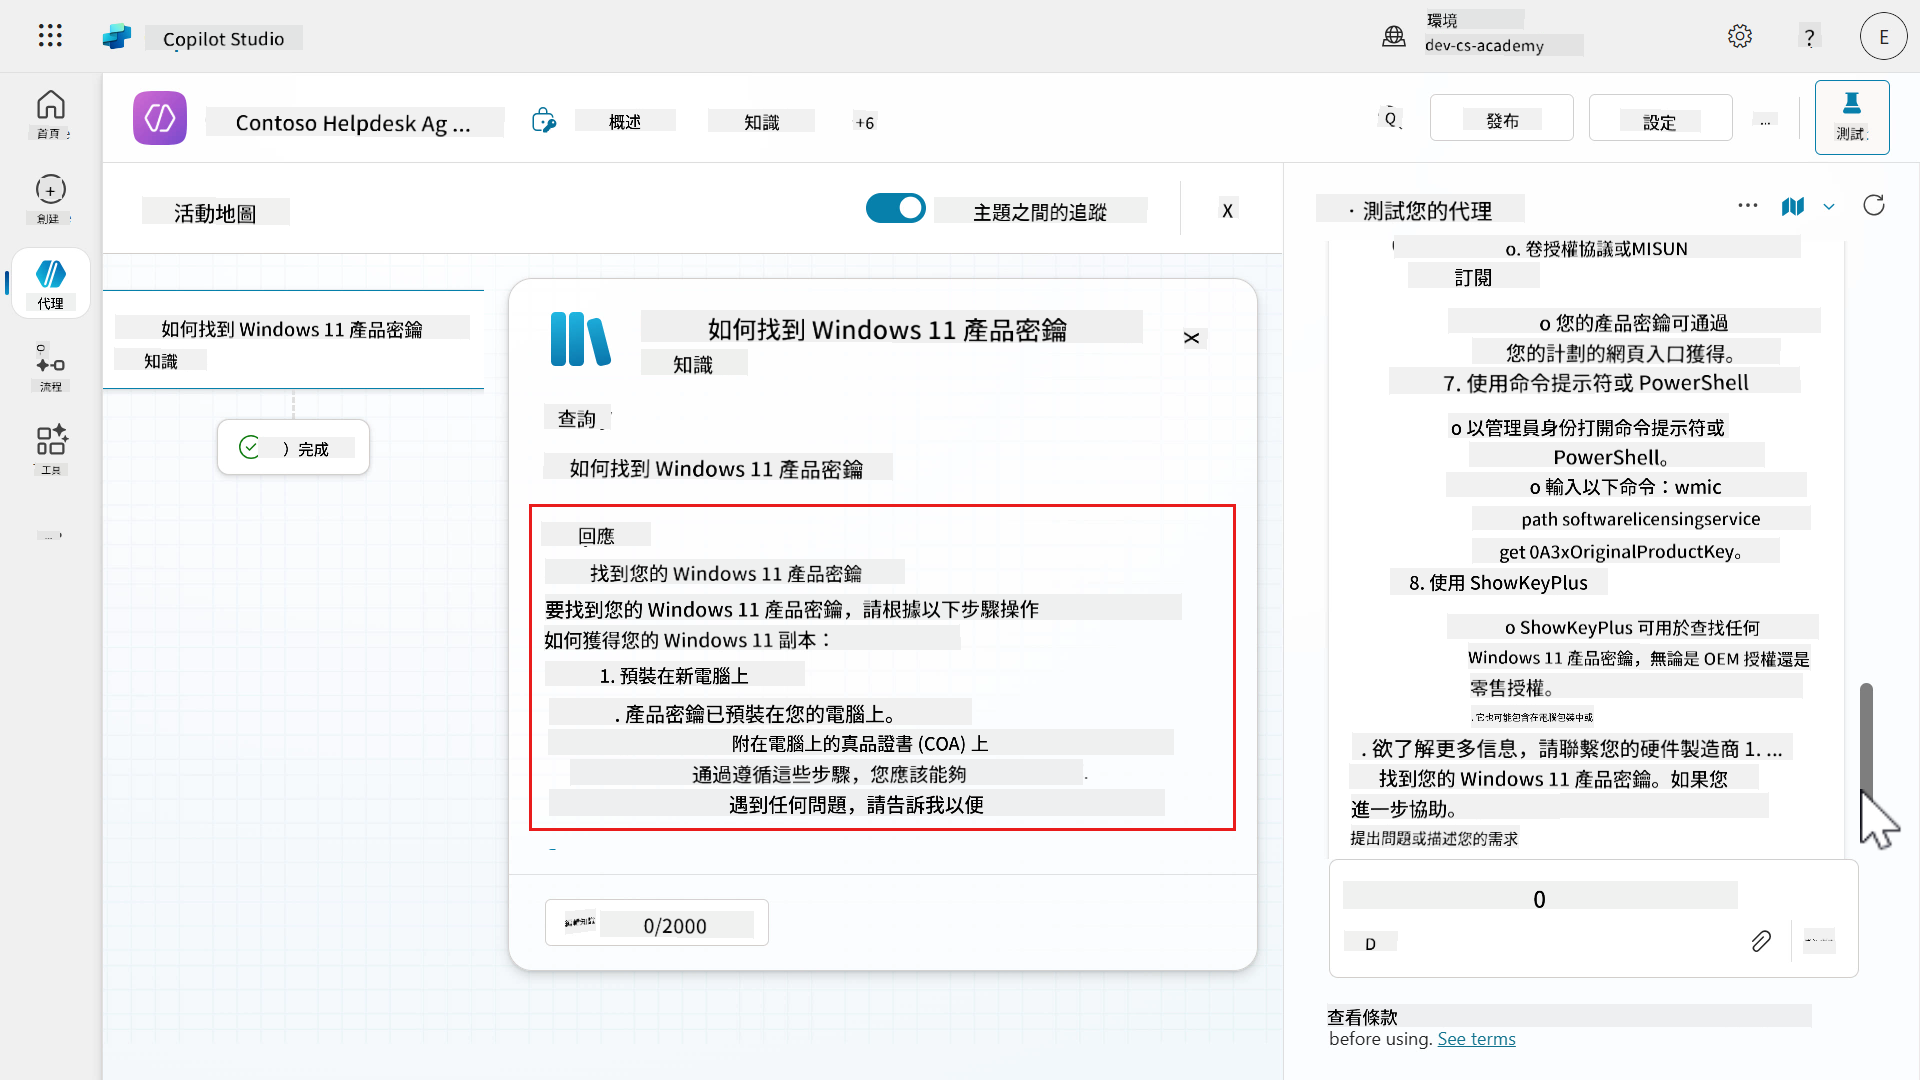 Copilot Studio
環境
dev-cs-academy
?
E
首頁
創建
代理
流程
工具
Contoso Helpdesk Ag ...
概述
知識
+6
發布
設定
...
測試
活動地圖
主題之間的追蹤
X
如何找到 Windows 11 產品密鑰
知識
) 完成
如何找到 Windows 11 產品密鑰
知識
查詢
如何找到 Windows 11 產品密鑰
回應
找到您的 Windows 11 產品密鑰
要找到您的 Windows 11 產品密鑰，請根據以下步驟操作
如何獲得您的 Windows 11 副本：
1. 預裝在新電腦上
. 產品密鑰已預裝在您的電腦上。
附在電腦上的真品證書 (COA) 上
通過遵循這些步驟，您應該能夠
遇到任何問題，請告訴我以便
0/2000
· 測試您的代理
o. 卷授權協議或MISUN
訂閱
o 您的產品密鑰可通過
您的計劃的網頁入口獲得。
7. 使用命令提示符或 PowerShell
o 以管理員身份打開命令提示符或
PowerShell。
o 輸入以下命令：wmic
path softwarelicensingservice
get 0A3xOriginalProductKey。
8. 使用 ShowKeyPlus
o ShowKeyPlus 可用於查找任何
Windows 11 產品密鑰，無論是 OEM 授權還是
零售授權。
. 它也可能包含在電腦包裝中或
. 欲了解更多信息，請聯繫您的硬件製造商 1. ...
找到您的 Windows 11 產品密鑰。如果您
進一步協助。
提出問題或描述您的需求
0
D
查看條款
before using. See terms